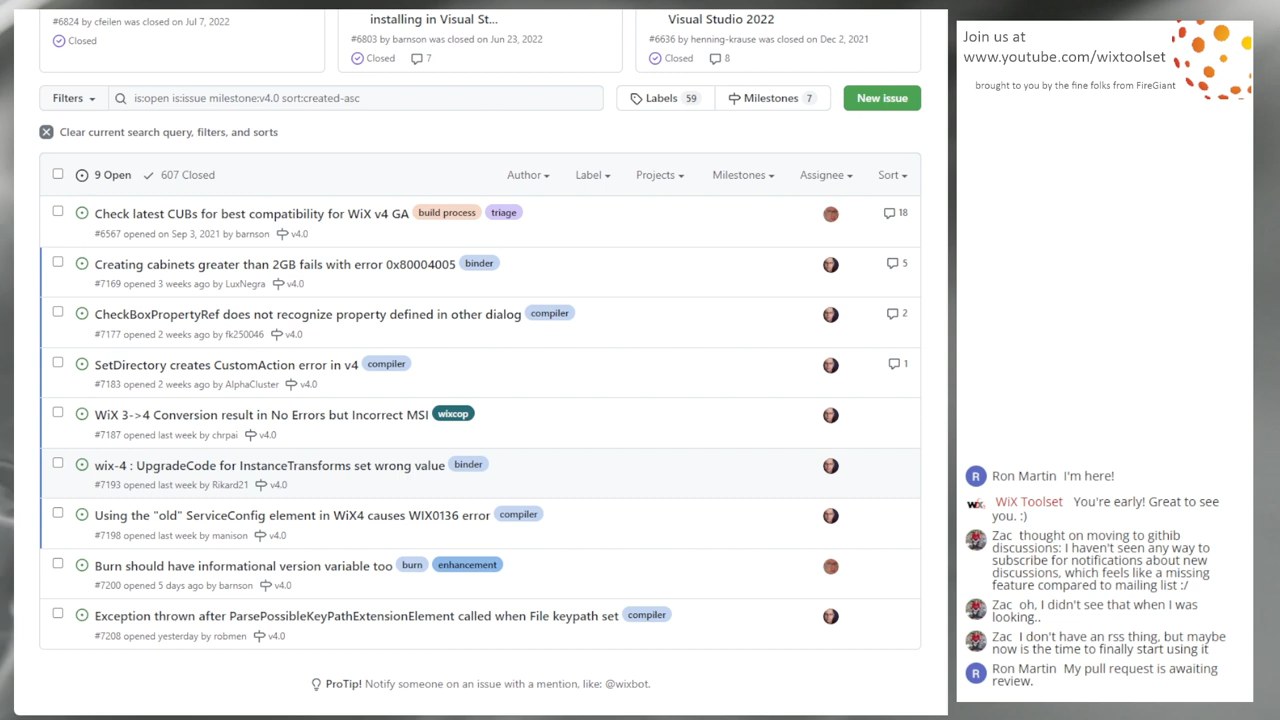 #6824 by cfeilen was closed on Jul 7, 2022
Closed
installing in Visual St...
#6803 by barnson was closed on Jun 23, 2022
Closed 7
Visual Studio 2022
#6636 by henning-krause was closed on Dec 2, 2021
Closed 8
Filters
is:open is:issue milestone:v4.0 sort:created-asc
Labels 59
Milestones 7
New issue
Clear current search query, filters, and sorts
9 Open 607 Closed
Author Label Projects Milestones Assignee Sort
Check latest CUBs for best compatibility for WiX v4 GA build process triage 18
#6567 opened on Sep 3, 2021 by barnson v4.0
Creating cabinets greater than 2GB fails with error 0x80004005 binder 5
#7169 opened 3 weeks ago by LuxNegra v4.0
CheckBoxPropertyRef does not recognize property defined in other dialog compiler 2
#7177 opened 2 weeks ago by fk250046 v4.0
SetDirectory creates CustomAction error in v4 compiler 1
#7183 opened 2 weeks ago by AlphaCluster v4.0
WiX 3->4 Conversion result in No Errors but Incorrect MSI wixcop
#7187 opened last week by chrpai v4.0
wix-4 : UpgradeCode for InstanceTransforms set wrong value binder
#7193 opened last week by Rikard21 v4.0
Using the "old" ServiceConfig element in WiX4 causes WIX0136 error compiler
#7198 opened last week by manison v4.0
Burn should have informational version variable too burn enhancement
#7200 opened 5 days ago by barnson v4.0
Exception thrown after ParsePossibleKeyPathExtensionElement called when File keypath set compiler
#7208 opened yesterday by robmen v4.0
ProTip! Notify someone on an issue with a mention, like: @wixbot.
Join us at
www.youtube.com/wixtoolset
brought to you by the fine folks from FireGiant
R Ron Martin I'm here!
WiX WiX Toolset You're early! Great to see
you. :)
Zac thought on moving to githib
discussions: I haven't seen any way to
subscribe for notifications about new
discussions, which feels like a missing
feature compared to mailing list :/
Zac oh, I didn't see that when I was
looking..
Zac I don't have an rss thing, but maybe
now is the time to finally start using it
R Ron Martin My pull request is awaiting
review.